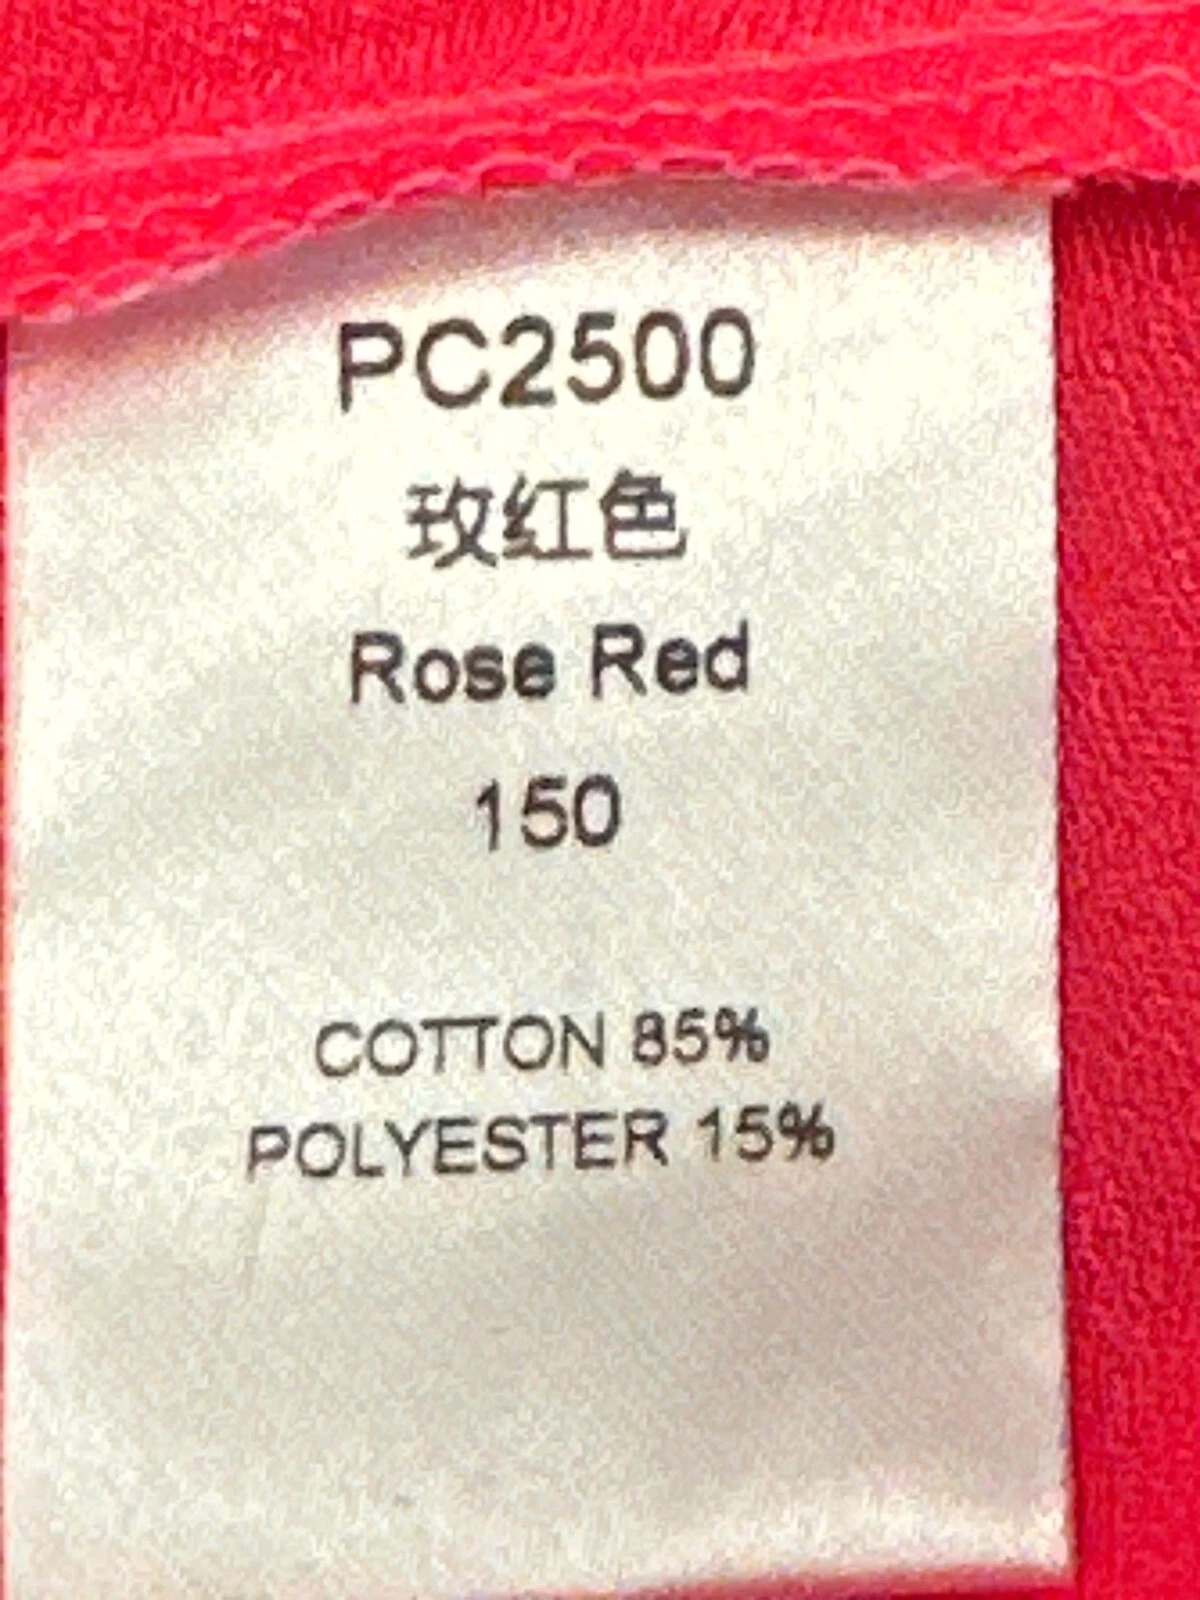 PC2500
玫红色
Rose Red
150
COTTON 85%
POLYESTER 15%